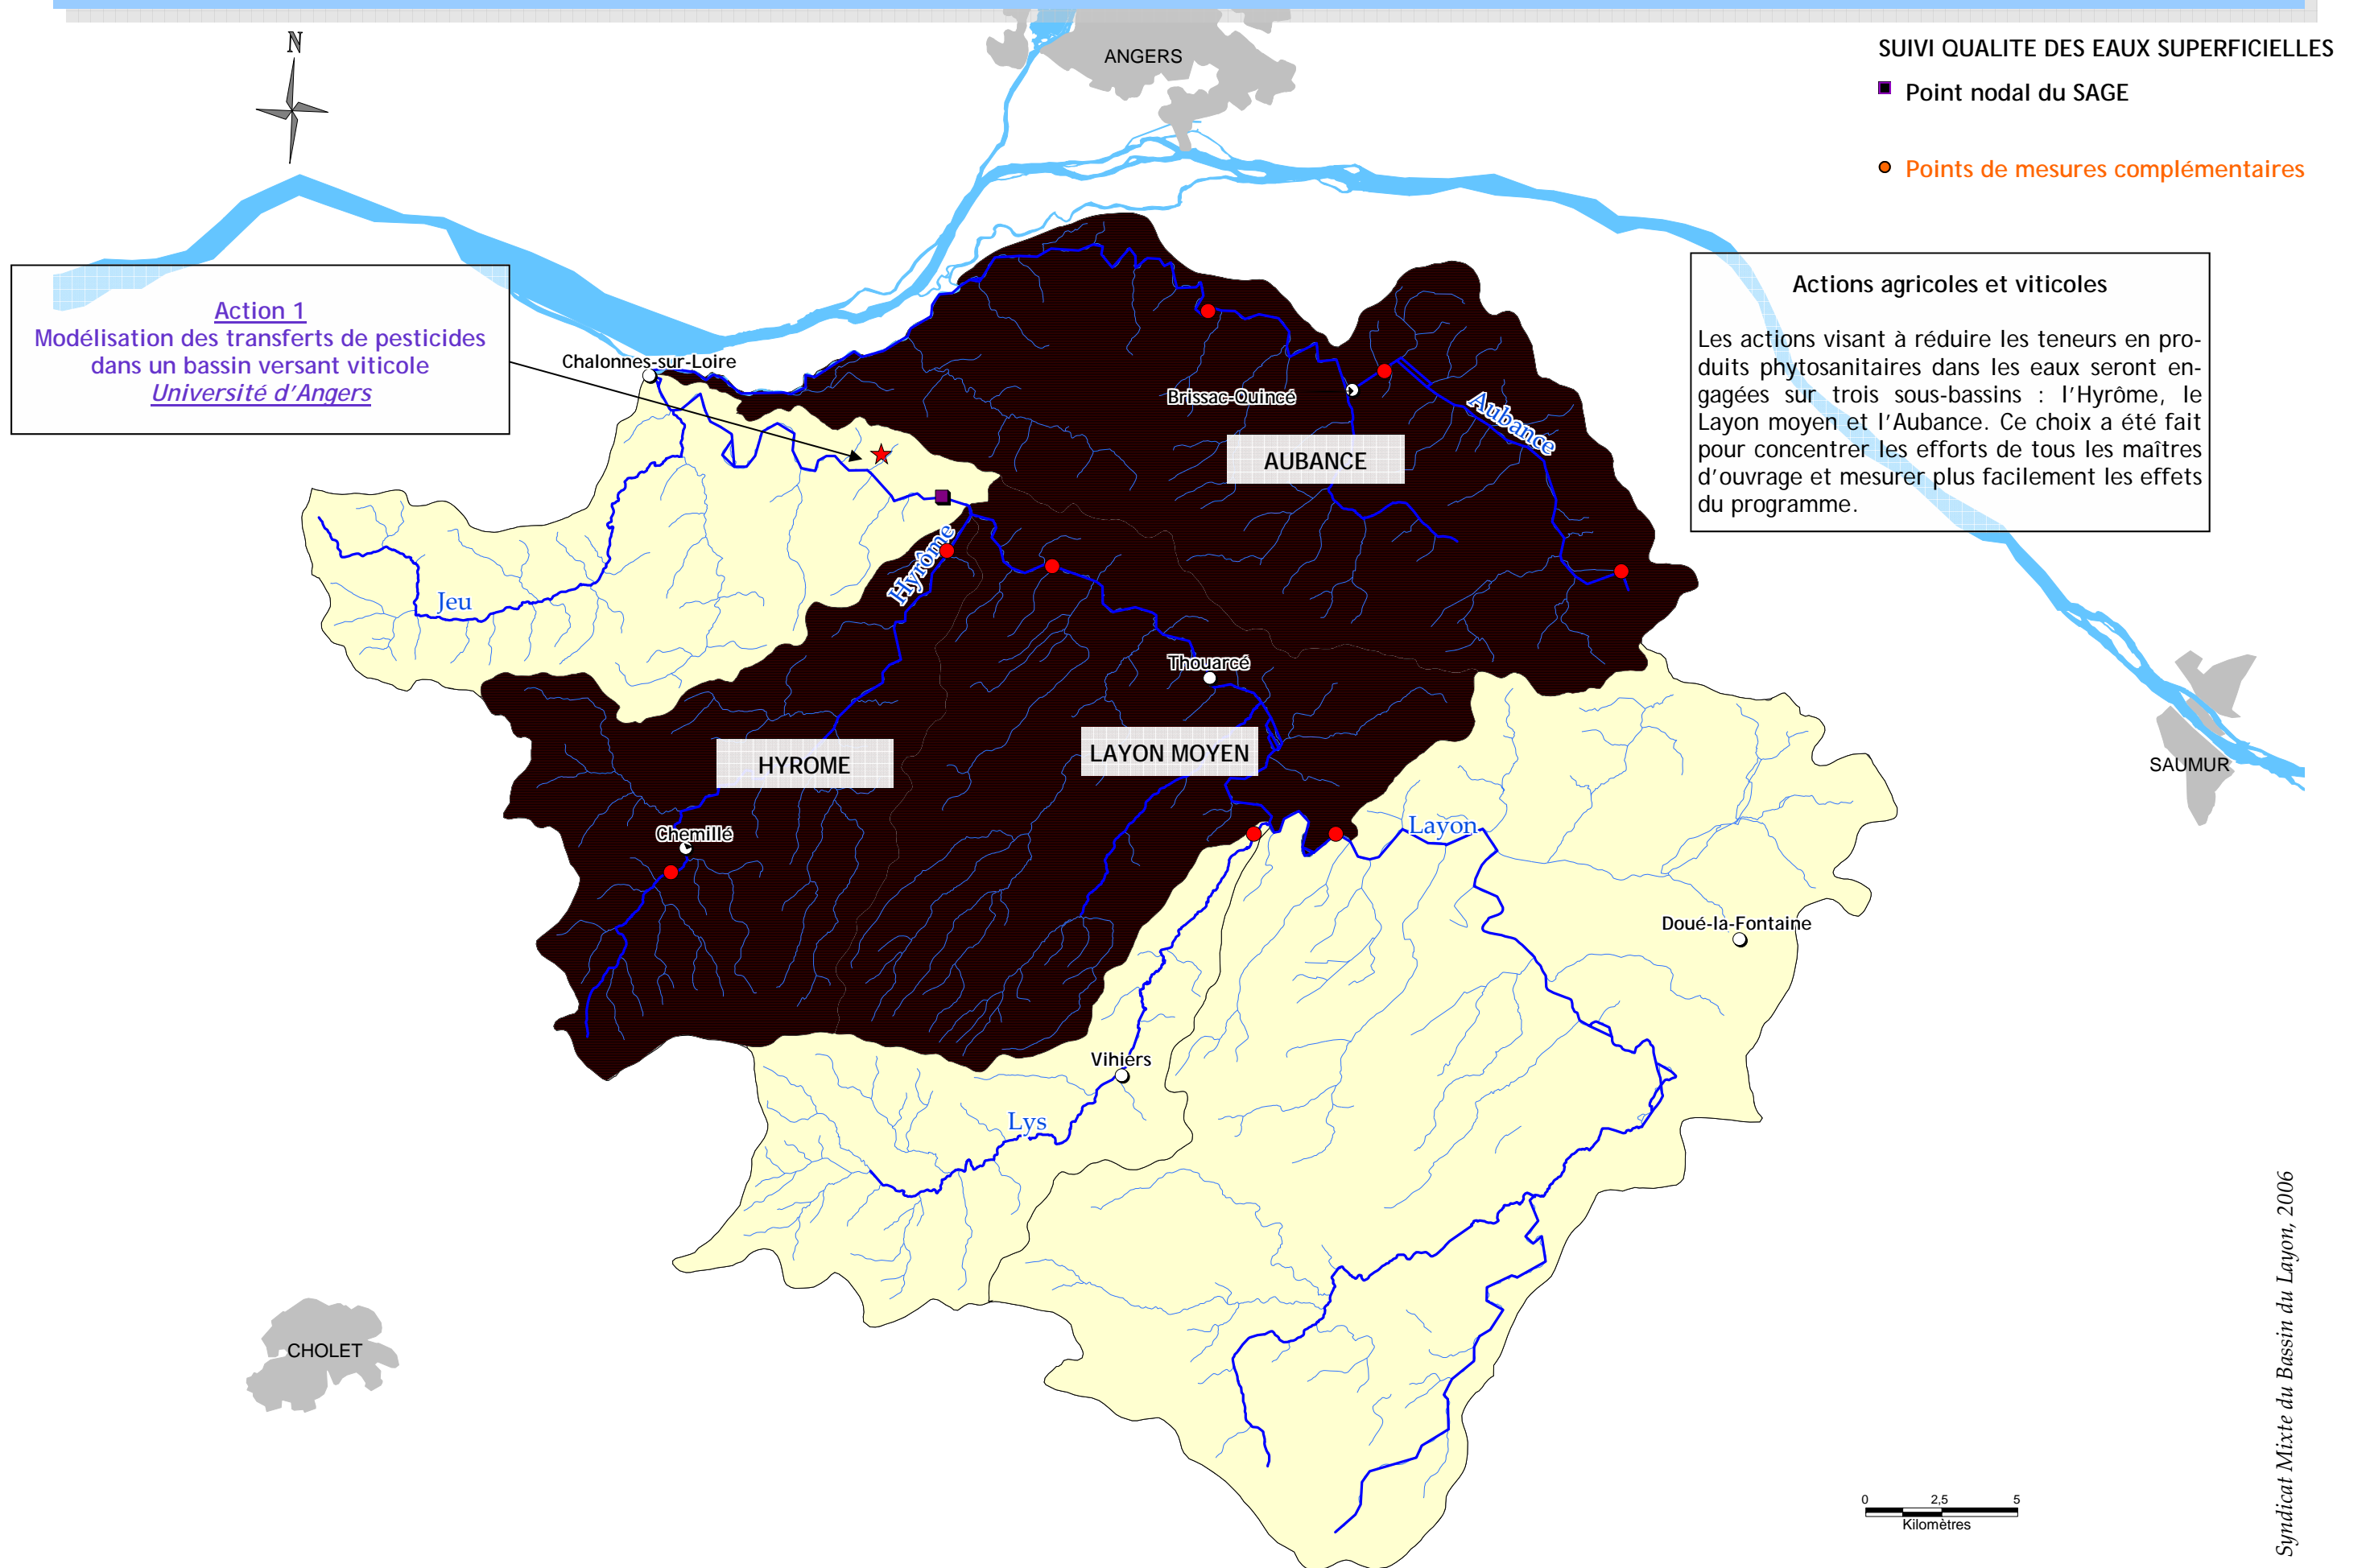 N
ANGERS
SUIVI QUALITE DES EAUX SUPERFICIELLES
Point nodal du SAGE
Points de mesures complémentaires
Action 1
Modélisation des transferts de pesticides
dans un bassin versant viticole
Université d'Angers
Actions agricoles et viticoles
Les actions visant à réduire les teneurs en pro-
duits phytosanitaires dans les eaux seront en-
gagées sur trois sous-bassins : l'Hyrôme, le
Layon moyen et l'Aubance. Ce choix a été fait
pour concentrer les efforts de tous les maîtres
d'ouvrage et mesurer plus facilement les effets
du programme.
Chalonnes-sur-Loire
Brissac-Quincé
Aubance
AUBANCE
Hyrôme
Jeu
Thouarcé
LAYON MOYEN
HYROME
SAUMUR
Chemillé
Layon
Doué-la-Fontaine
Vihiers
Lys
CHOLET
0 2,5 5
Kilomètres
Syndicat Mixte du Bassin du Layon, 2006